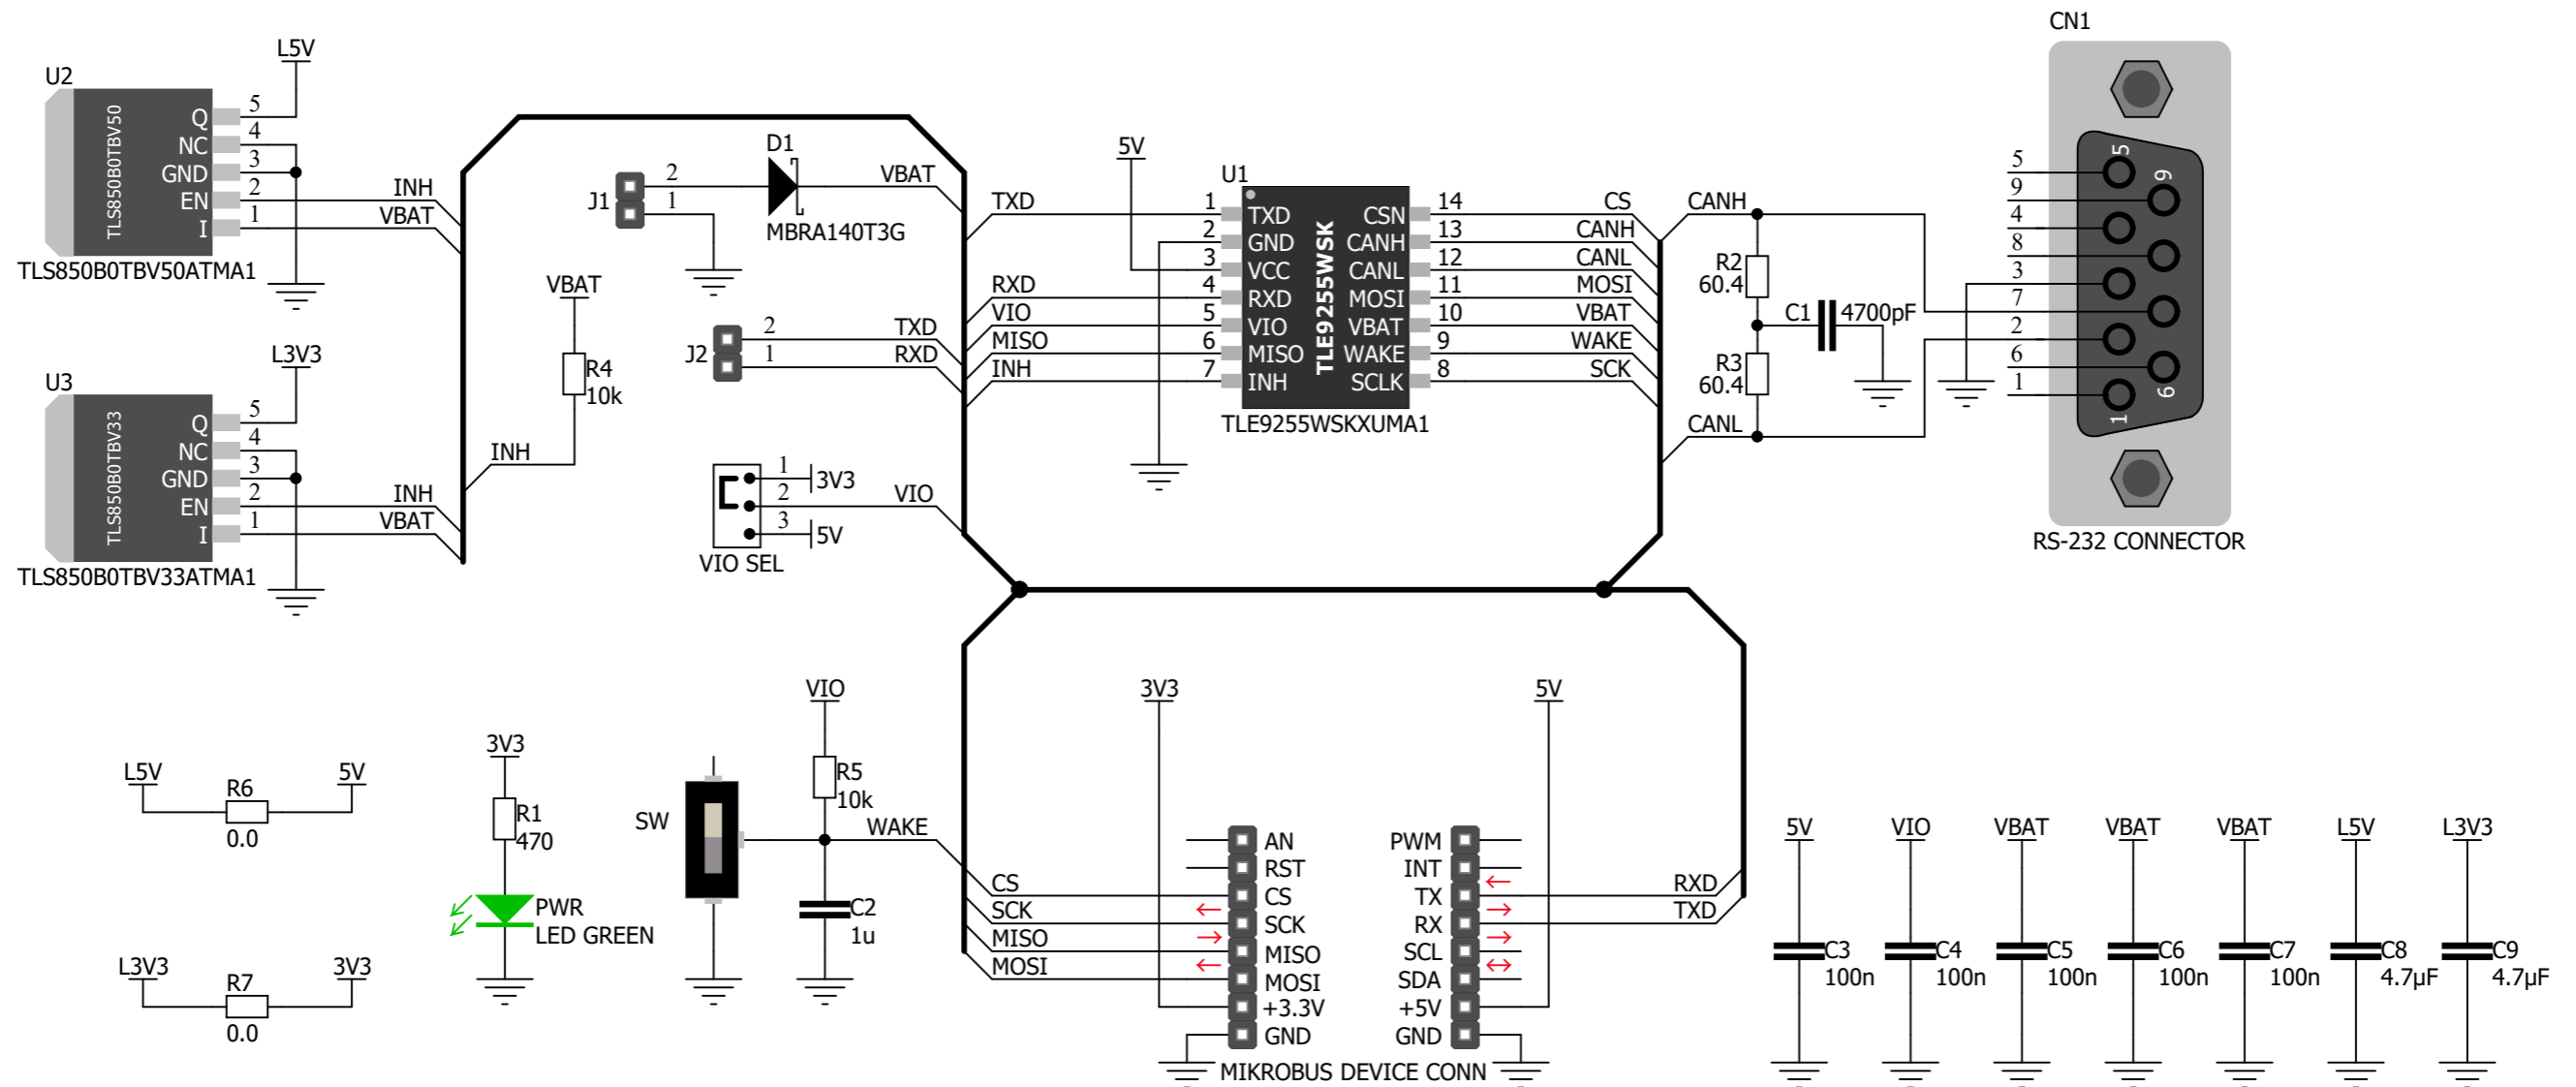 U2
L5V
TLS850B0TBV50
Q 5
NC 4
GND 3
EN 2 INH
I 1 VBAT
TLS850B0TBV50ATMA1
U3
L3V3
TLS850B0TBV33
Q 5
NC 4
GND 3
EN 2 INH
I 1 VBAT
TLS850B0TBV33ATMA1
VBAT
R4
10k
INH
J1
2
1
D1
MBRA140T3G
VBAT
J2
2 TXD
1 RXD
1 3V3
2 VIO
3 5V
VIO SEL
5V
U1
TLE9255WSK
TXD 1 TXD
2 GND
3 VCC
RXD 4 RXD
VIO 5 VIO
MISO 6 MISO
INH 7 INH
CSN 14 CS
CANH 13 CANH
CANL 12 CANL
MOSI 11 MOSI
VBAT 10 VBAT
WAKE 9 WAKE
SCLK 8 SCK
TLE9255WSKXUMA1
CANH
R2
60.4
C1 4700pF
R3
60.4
CANL
CN1
5
9
4
8
3
7
2
6
1
5
9
1
6
RS-232 CONNECTOR
L5V
R6
0.0
5V
L3V3
R7
0.0
3V3
3V3
R1
470
PWR
LED GREEN
SW
VIO
R5
10k
WAKE
C2
1u
3V3
5V
AN
RST
CS CS
SCK SCK
MISO MISO
MOSI MOSI
+3.3V
GND
PWM
INT
TX RXD
RX TXD
SCL
SDA
+5V
GND
MIKROBUS DEVICE CONN
5V
C3
100n
VIO
C4
100n
VBAT
C5
100n
VBAT
C6
100n
VBAT
C7
100n
L5V
C8
4.7µF
L3V3
C9
4.7µF